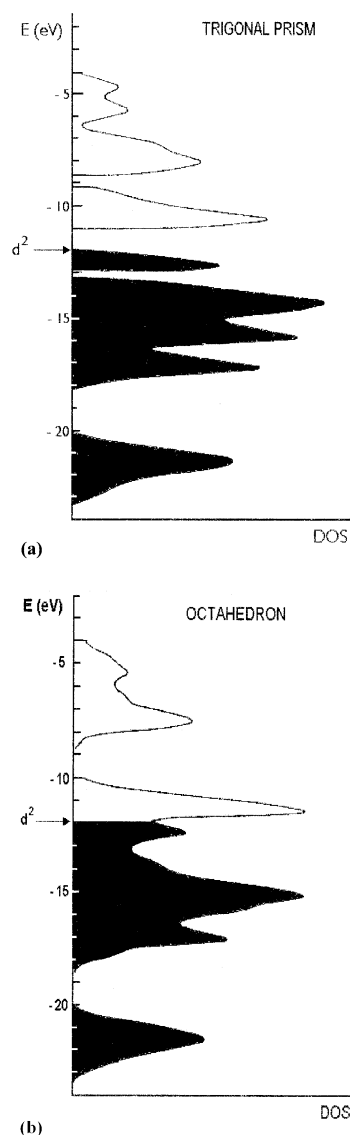 E (eV)
TRIGONAL PRISM
- 5
- 10
d²
- 15
- 20
DOS
(a)
E (eV)
OCTAHEDRON
- 5
- 10
d²
- 15
- 20
DOS
(b)